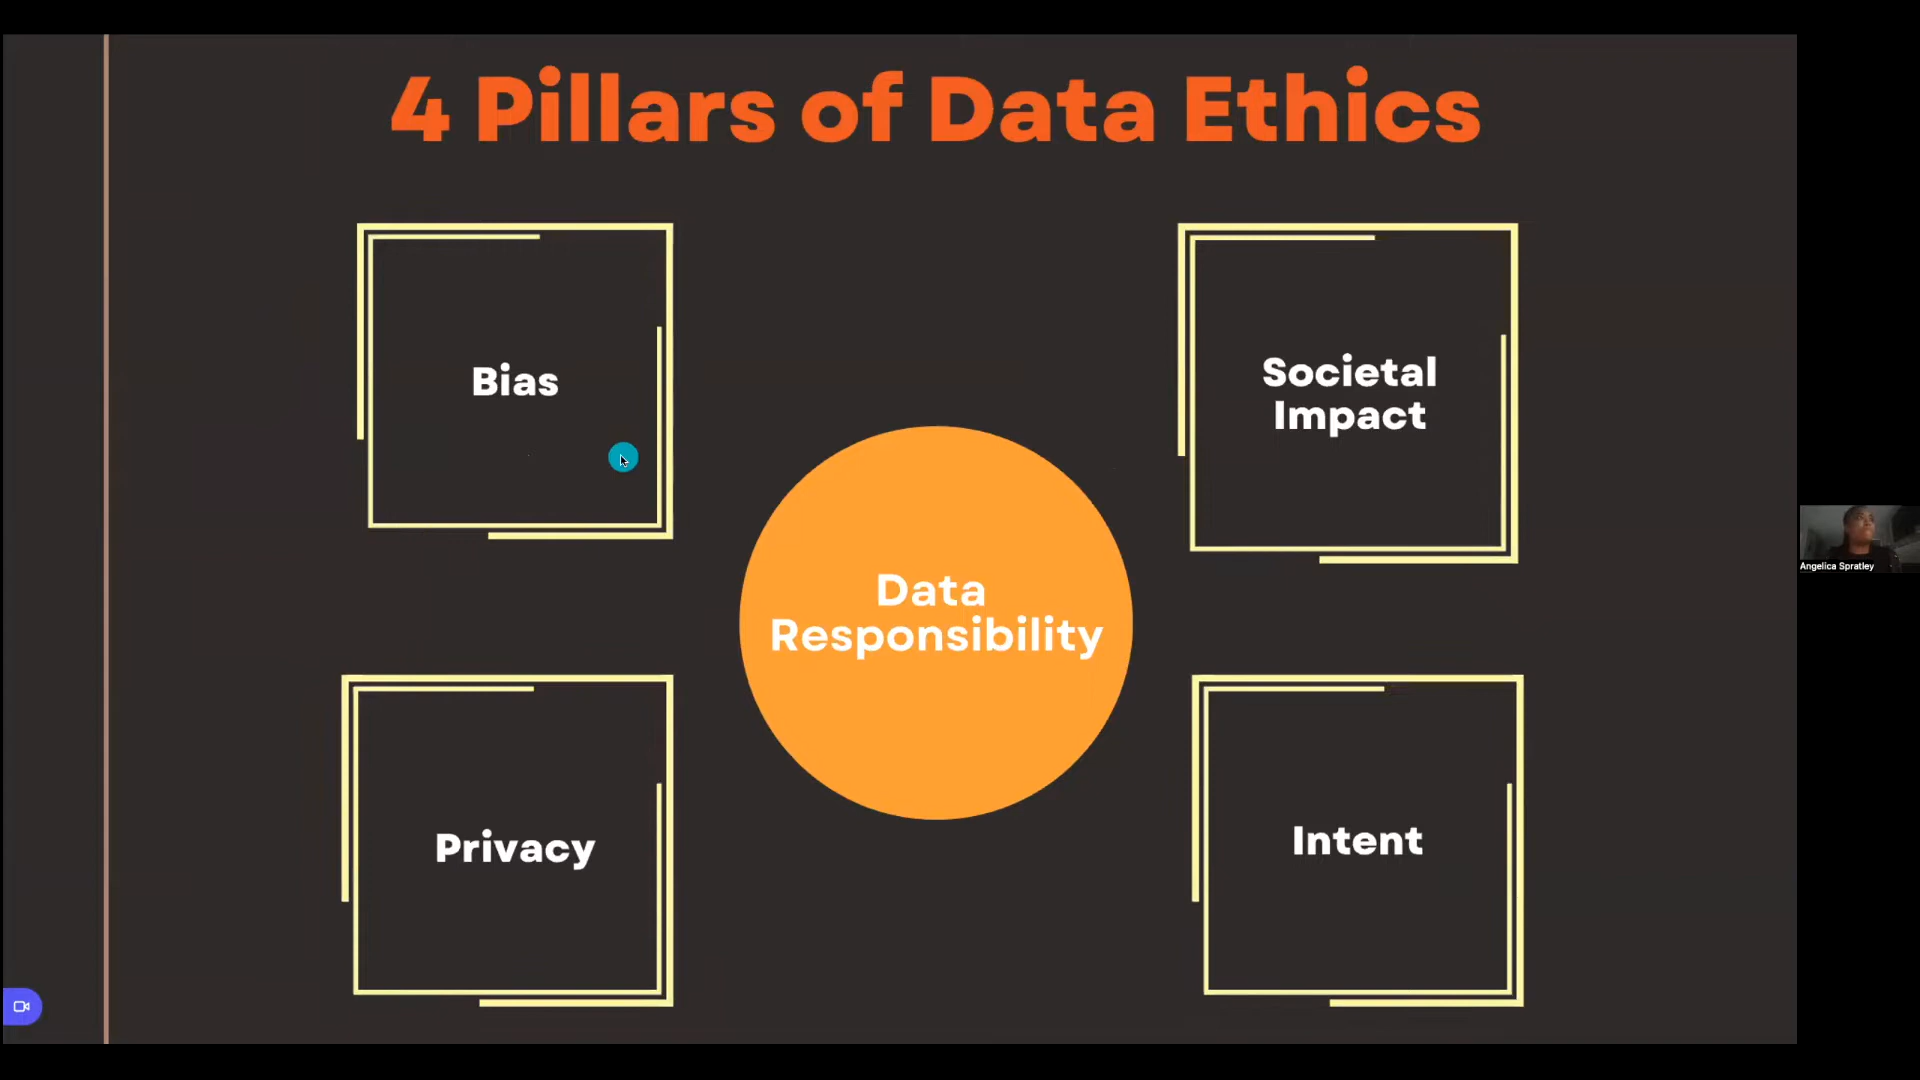 4 Pillars of Data Ethics
Bias
Societal
Impact
Data
Responsibility
Privacy
Intent
Angelica Spratley